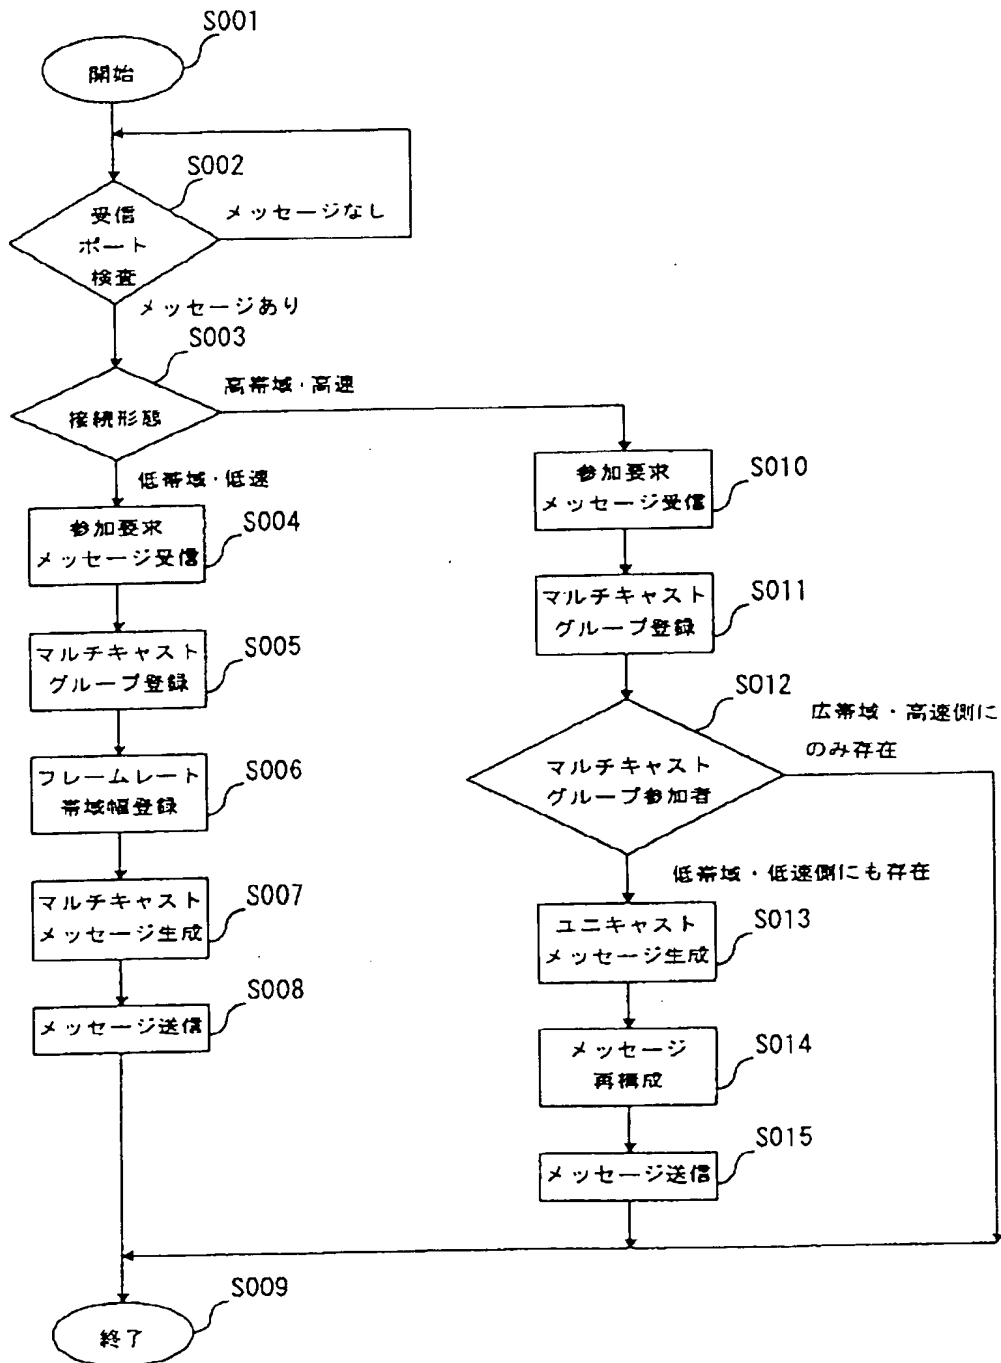 S001
開始
S002
受信
ポート
検査
メッセージなし
メッセージあり
S003
接続形態
高帯域・高速
低帯域・低速
S004
参加要求
メッセージ受信
S005
マルチキャスト
グループ登録
S006
フレームレート
帯域幅登録
S007
マルチキャスト
メッセージ生成
S008
メッセージ送信
S010
参加要求
メッセージ受信
S011
マルチキャスト
グループ登録
S012
マルチキャスト
グループ参加者
広帯域・高速側に
のみ存在
低帯域・低速側にも存在
S013
ユニキャスト
メッセージ生成
S014
メッセージ
再構成
S015
メッセージ送信
S009
終了